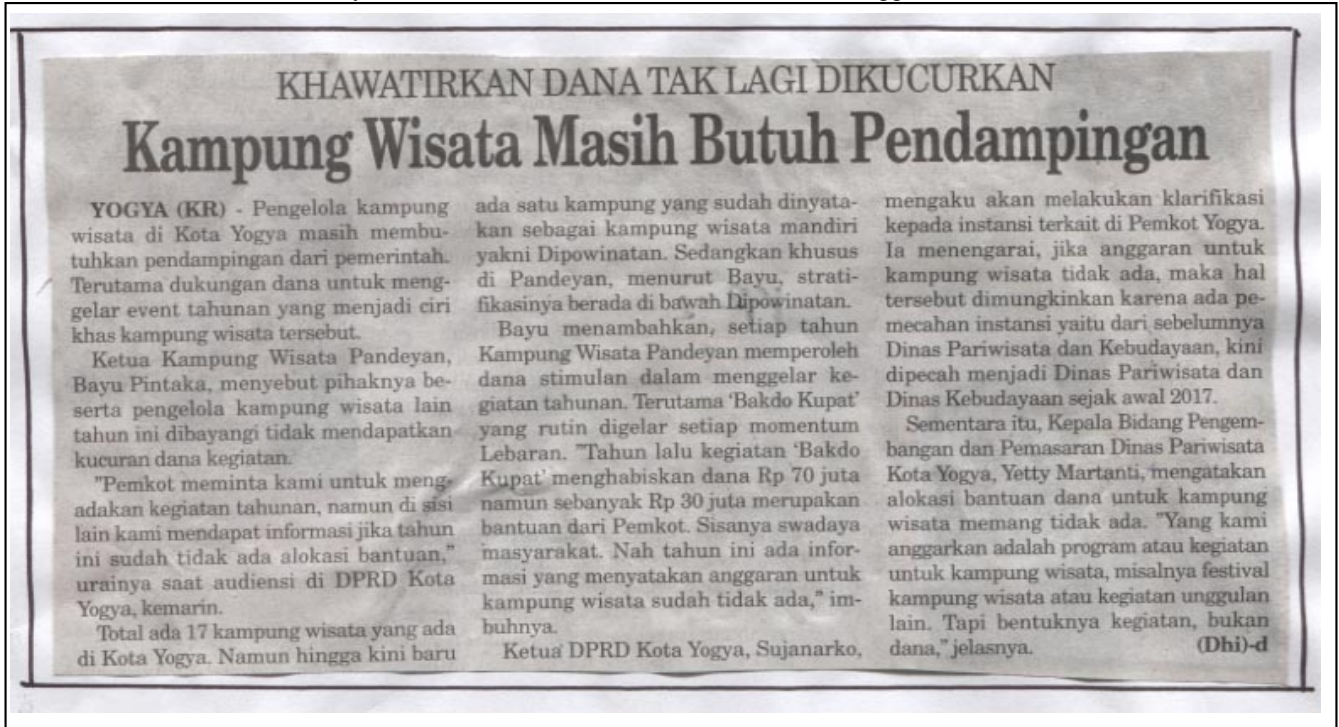 KHAWATIRKAN DANA TAK LAGI DIKUCURKAN
Kampung Wisata Masih Butuh Pendampingan
YOGYA (KR) - Pengelola kampung
wisata di Kota Yogya masih membu-
tuhkan pendampingan dari pemerintah.
Terutama dukungan dana untuk meng-
gelar event tahunan yang menjadi ciri
khas kampung wisata tersebut.
Ketua Kampung Wisata Pandeyan,
Bayu Pintaka, menyebut pihaknya be-
serta pengelola kampung wisata lain
tahun ini dibayangi tidak mendapatkan
kucuran dana kegiatan.
"Pemkot meminta kami untuk meng-
adakan kegiatan tahunan, namun di sisi
lain kami mendapat informasi jika tahun
ini sudah tidak ada alokasi bantuan,"
urainya saat audiensi di DPRD Kota
Yogya, kemarin.
Total ada 17 kampung wisata yang ada
di Kota Yogya. Namun hingga kini baru
ada satu kampung yang sudah dinyata-
kan sebagai kampung wisata mandiri
yakni Dipowinatan. Sedangkan khusus
di Pandeyan, menurut Bayu, strati-
fikasinya berada di bawah Dipowinatan.
Bayu menambahkan, setiap tahun
Kampung Wisata Pandeyan memperoleh
dana stimulan dalam menggelar ke-
giatan tahunan. Terutama 'Bakdo Kupat'
yang rutin digelar setiap momentum
Lebaran. "Tahun lalu kegiatan 'Bakdo
Kupat' menghabiskan dana Rp 70 juta
namun sebanyak Rp 30 juta merupakan
bantuan dari Pemkot. Sisanya swadaya
masyarakat. Nah tahun ini ada infor-
masi yang menyatakan anggaran untuk
kampung wisata sudah tidak ada," im-
buhnya.
Ketua DPRD Kota Yogya, Sujanarko,
mengaku akan melakukan klarifikasi
kepada instansi terkait di Pemkot Yogya.
Ia menengarai, jika anggaran untuk
kampung wisata tidak ada, maka hal
tersebut dimungkinkan karena ada pe-
mecahan instansi yaitu dari sebelumnya
Dinas Pariwisata dan Kebudayaan, kini
dipecah menjadi Dinas Pariwisata dan
Dinas Kebudayaan sejak awal 2017.
Sementara itu, Kepala Bidang Pengem-
bangan dan Pemasaran Dinas Pariwisata
Kota Yogya, Yetty Martanti, mengatakan
alokasi bantuan dana untuk kampung
wisata memang tidak ada. "Yang kami
anggarkan adalah program atau kegiatan
untuk kampung wisata, misalnya festival
kampung wisata atau kegiatan unggulan
lain. Tapi bentuknya kegiatan, bukan
dana," jelasnya. (Dhi)-d